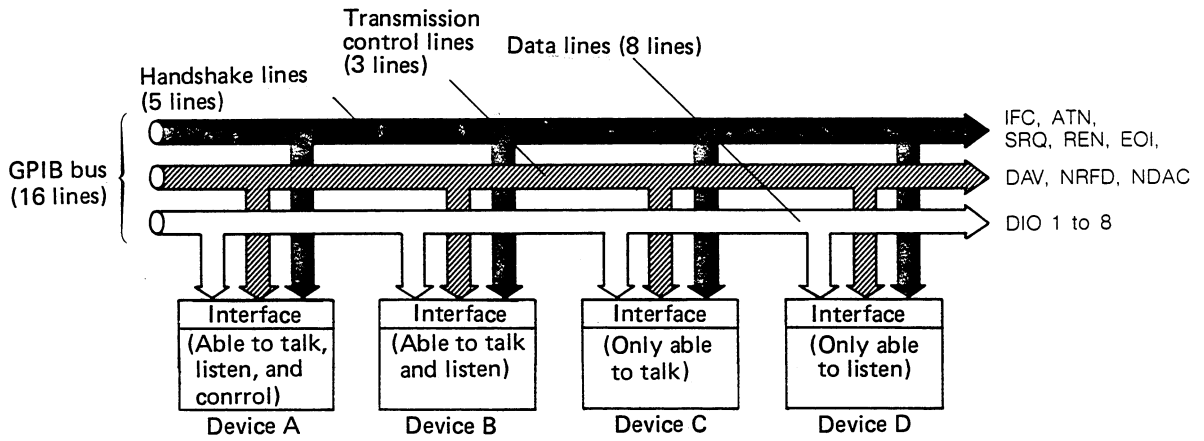 Transmission
control lines
(3 lines)
Data lines (8 lines)
Handshake lines
(5 lines)
GPIB bus
(16 lines)
IFC, ATN,
SRQ, REN, EOI,
DAV, NRFD, NDAC
DIO 1 to 8
Interface
(Able to talk,
listen, and
conrrol)
Device A
Interface
(Able to talk
and listen)
Device B
Interface
(Only able
to talk)
Device C
Interface
(Only able
to listen)
Device D